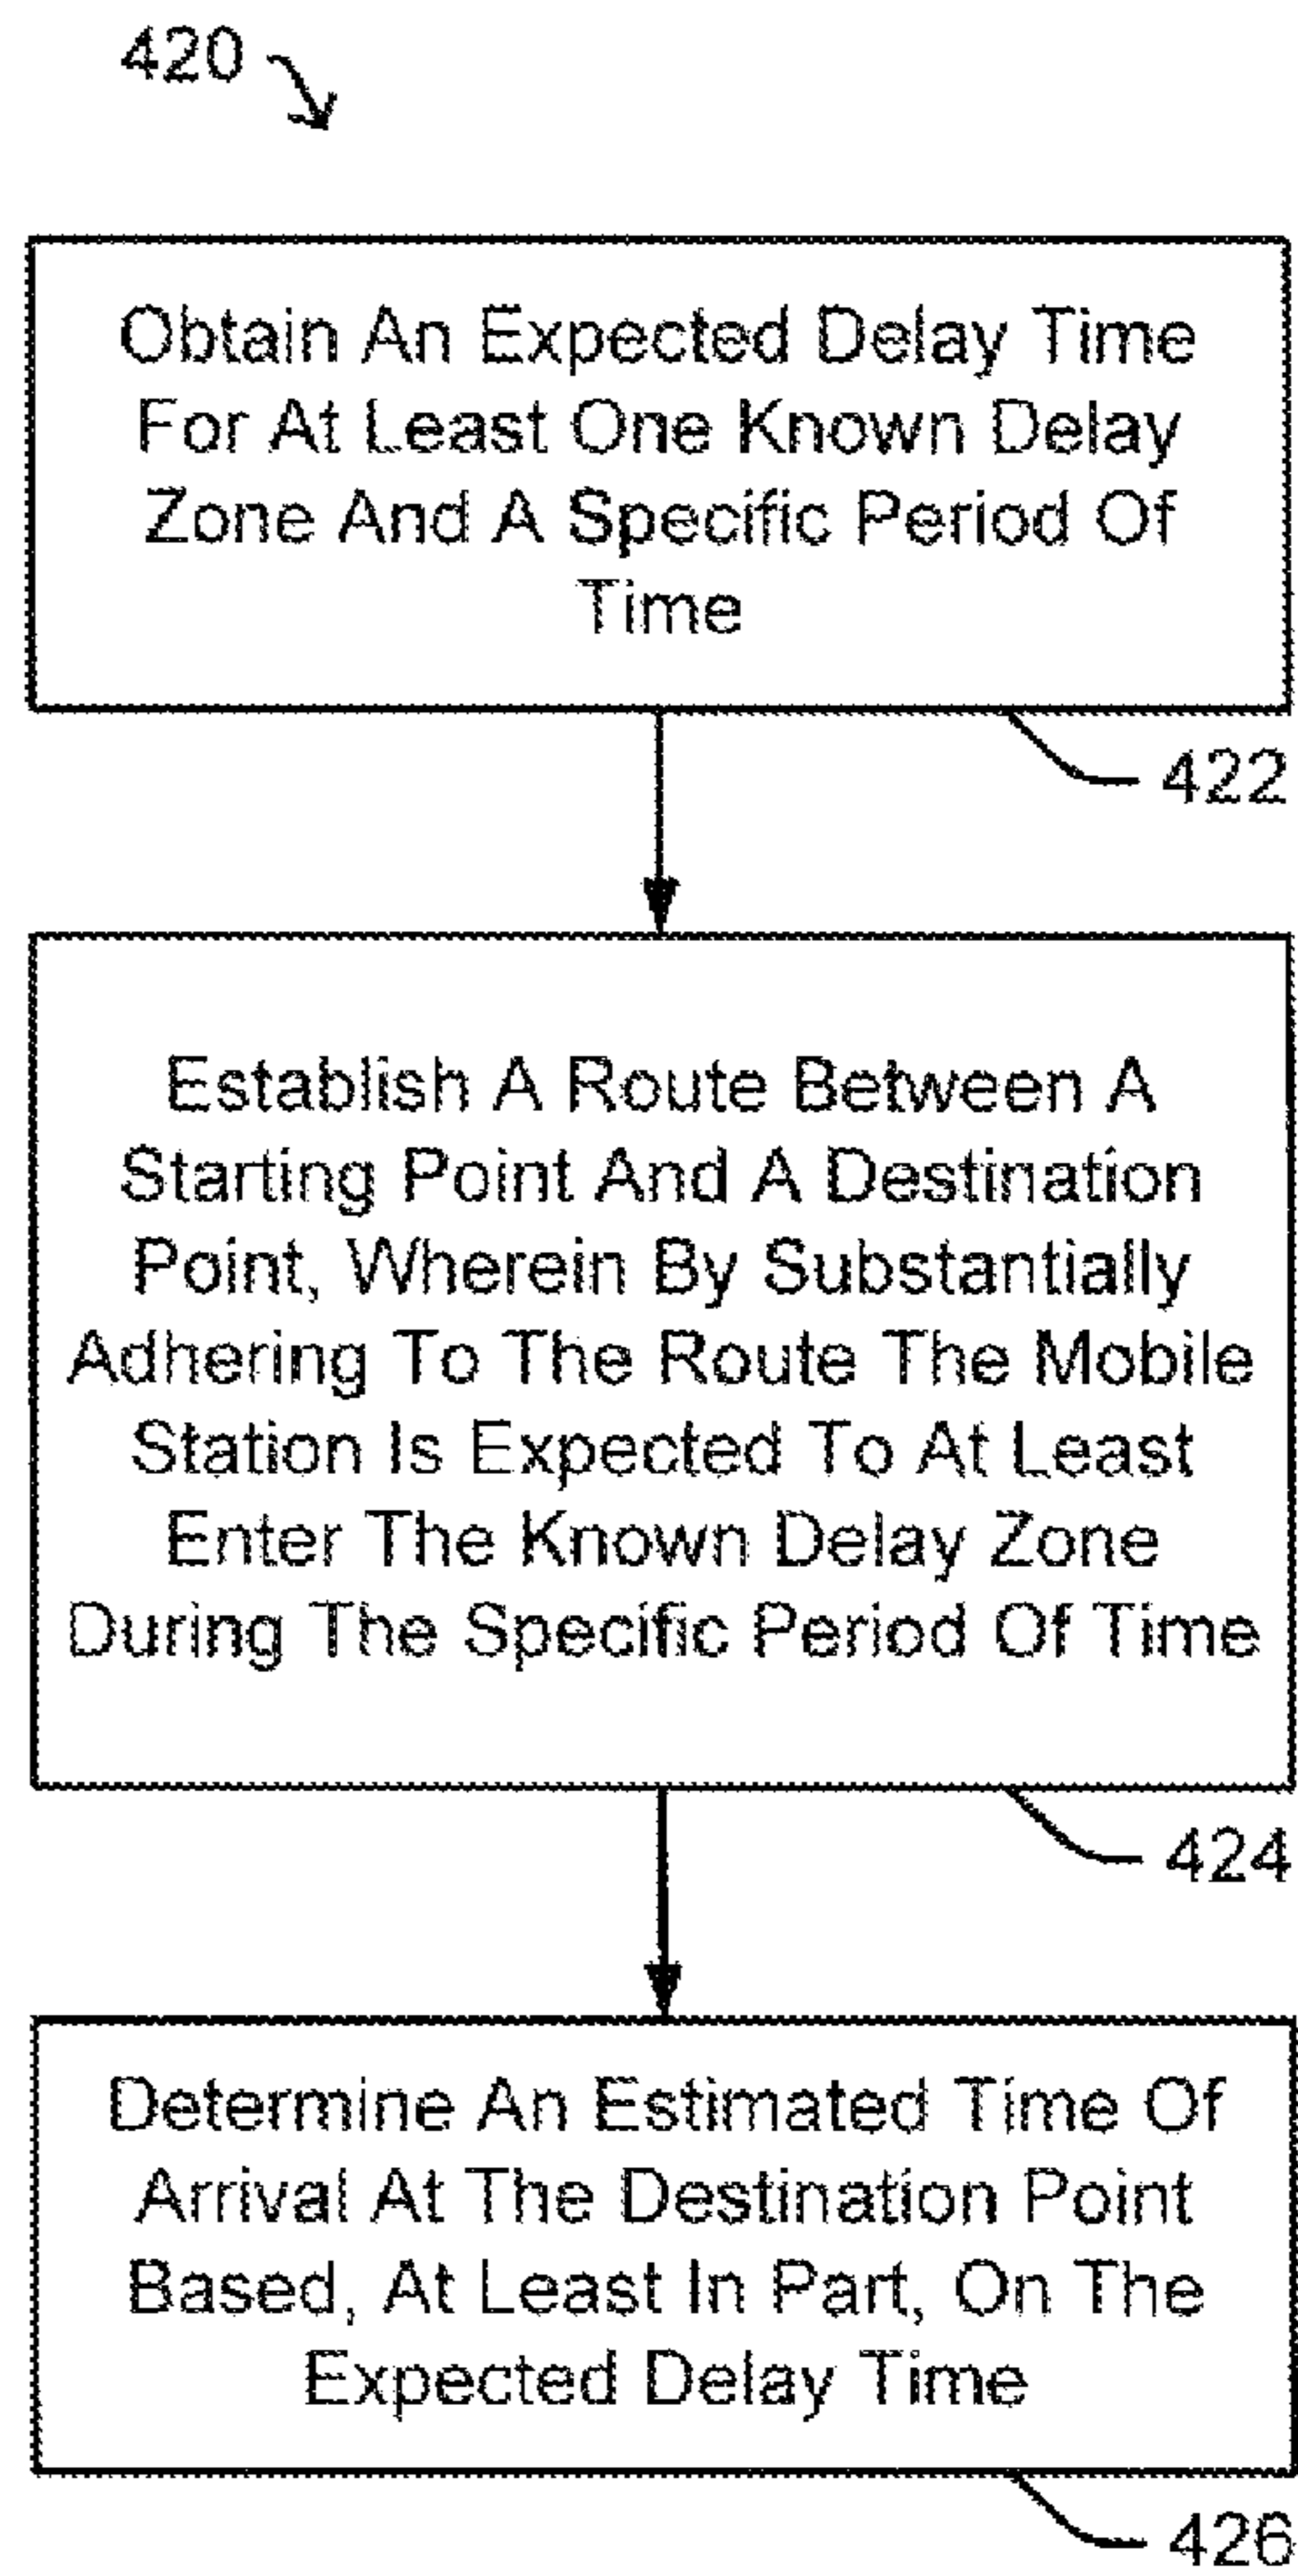 420
Obtain An Expected Delay Time
For At Least One Known Delay
Zone And A Specific Period Of
Time
422
Establish A Route Between A
Starting Point And A Destination
Point, Wherein By Substantially
Adhering To The Route The Mobile
Station Is Expected To At Least
Enter The Known Delay Zone
During The Specific Period Of Time
424
Determine An Estimated Time Of
Arrival At The Destination Point
Based, At Least In Part, On The
Expected Delay Time
426